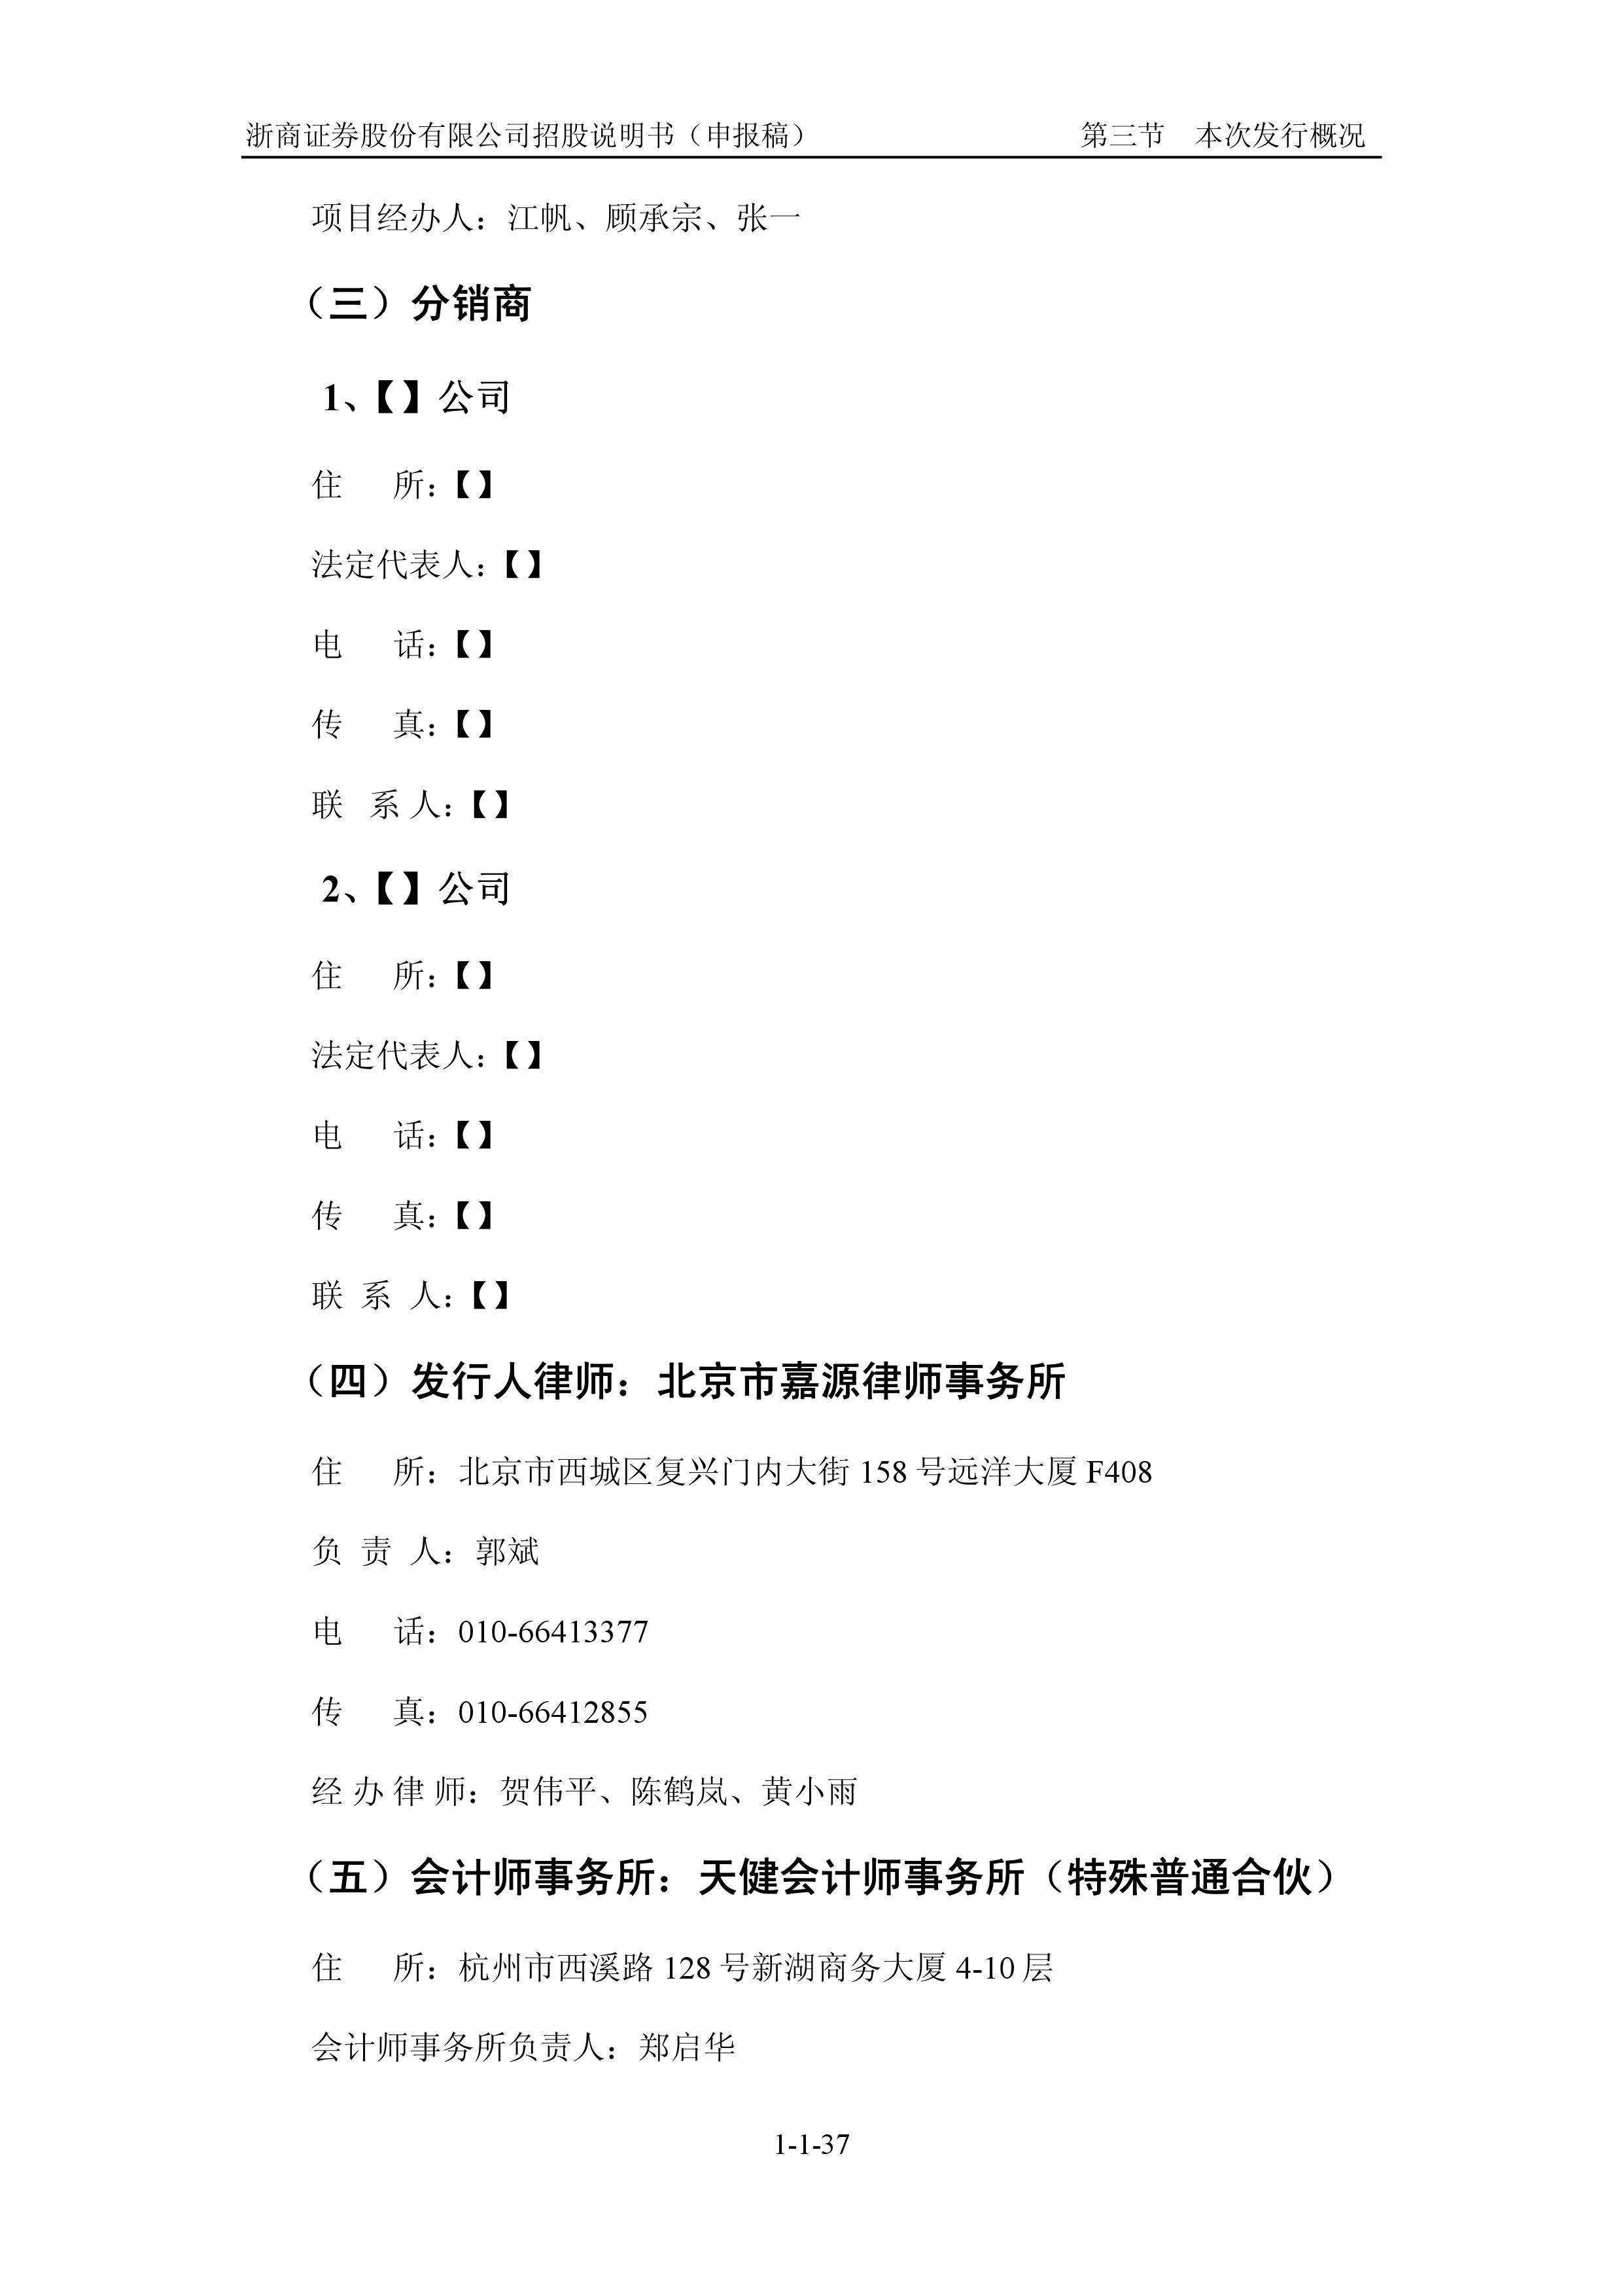 浙商证券股份有限公司招股说明书（申报稿） 第三节 本次发行概况
项目经办人：江帆、顾承宗、张一
（三）分销商
1、【】公司
住 所：【】
法定代表人：【】
电 话：【】
传 真：【】
联 系 人：【】
2、【】公司
住 所：【】
法定代表人：【】
电 话：【】
传 真：【】
联 系 人：【】
（四）发行人律师：北京市嘉源律师事务所
住 所：北京市西城区复兴门内大街 158 号远洋大厦 F408
负 责 人：郭斌
电 话：010-66413377
传 真：010-66412855
经 办 律 师：贺伟平、陈鹤岚、黄小雨
（五）会计师事务所：天健会计师事务所（特殊普通合伙）
住 所：杭州市西溪路 128 号新湖商务大厦 4-10 层
会计师事务所负责人：郑启华
1-1-37